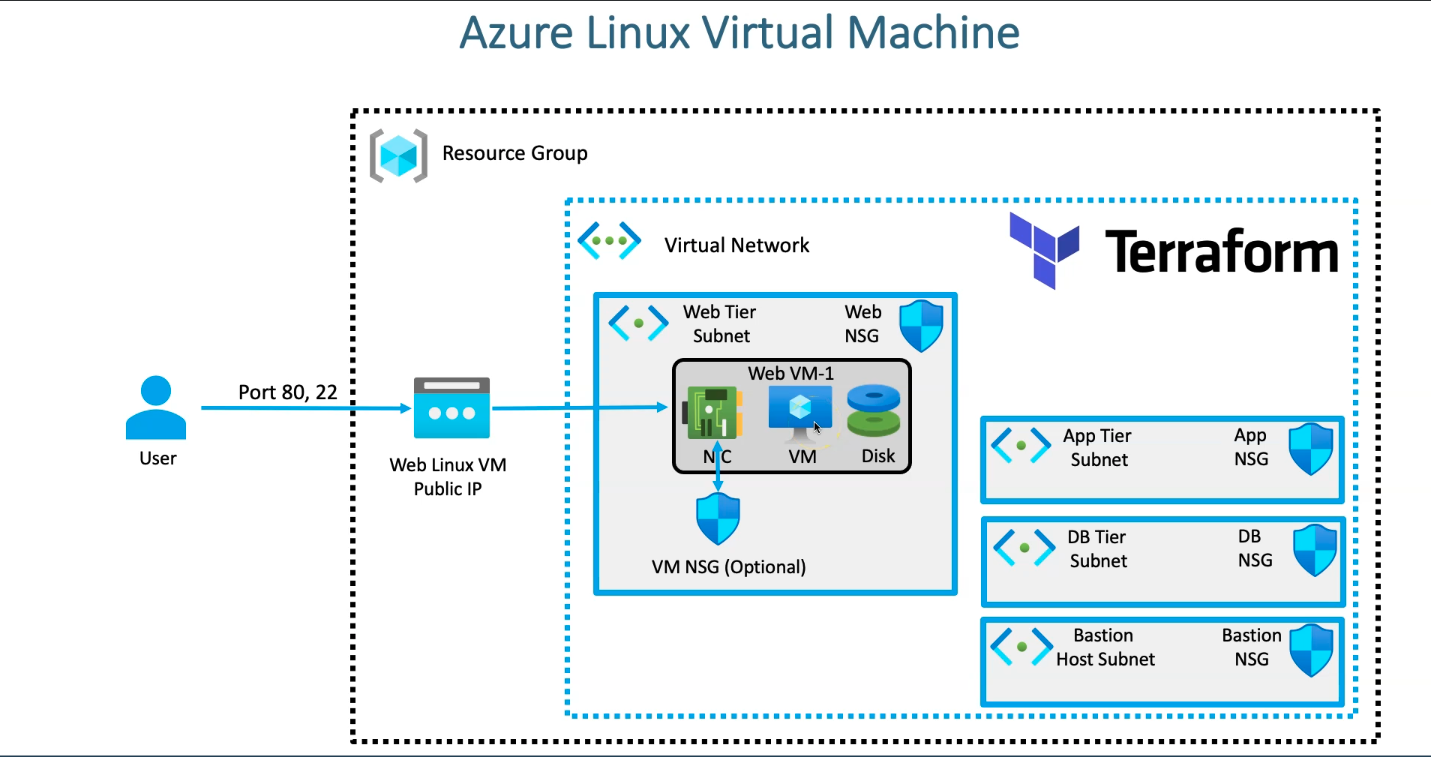 Azure Linux Virtual Machine
Resource Group
Virtual Network
Terraform
Web Tier
Subnet
Web
NSG
Web VM-1
NIC
VM
Disk
VM NSG (Optional)
Port 80, 22
User
Web Linux VM
Public IP
App Tier
Subnet
App
NSG
DB Tier
Subnet
DB
NSG
Bastion
Host Subnet
Bastion
NSG